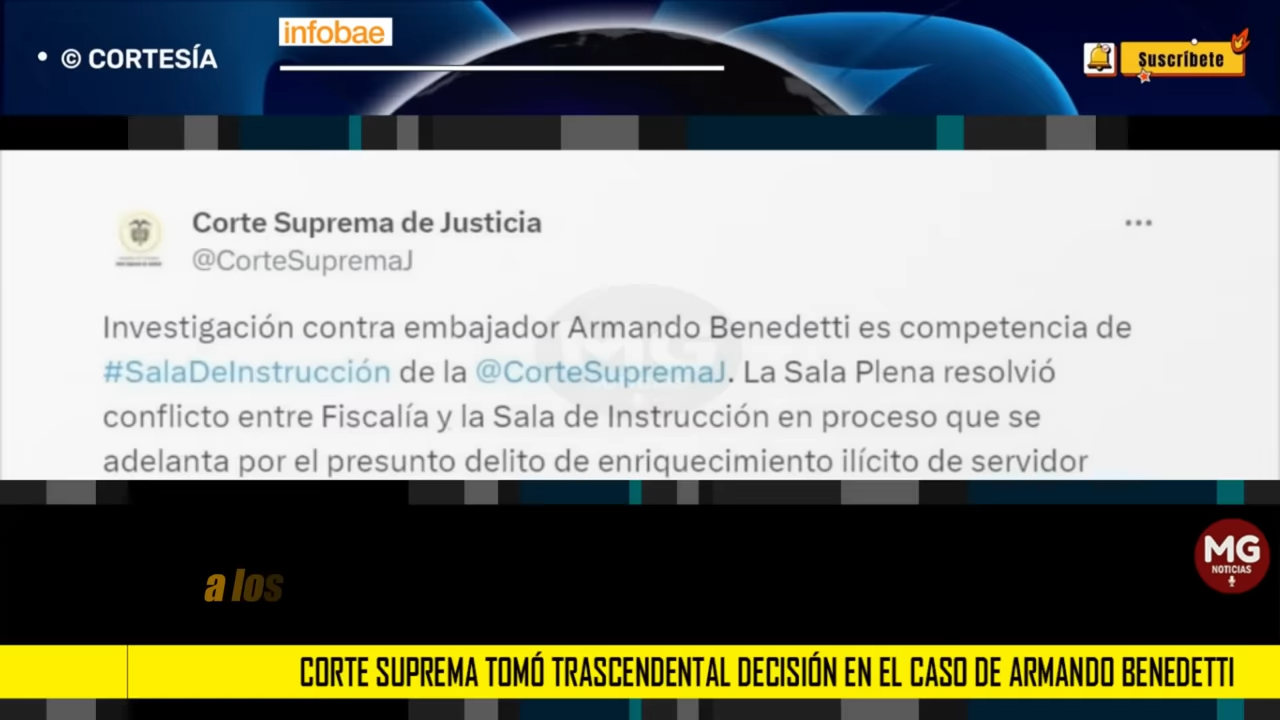 infobae
• © CORTESÍA
Suscríbete
Corte Suprema de Justicia
@CorteSupremaJ
Investigación contra embajador Armando Benedetti es competencia de
#SalaDeInstrucción de la @CorteSupremaJ. La Sala Plena resolvió
conflicto entre Fiscalía y la Sala de Instrucción en proceso que se
adelanta por el presunto delito de enriquecimiento ilícito de servidor
MG
a los
MG
NOTICIAS
CORTE SUPREMA TOMÓ TRASCENDENTAL DECISIÓN EN EL CASO DE ARMANDO BENEDETTI